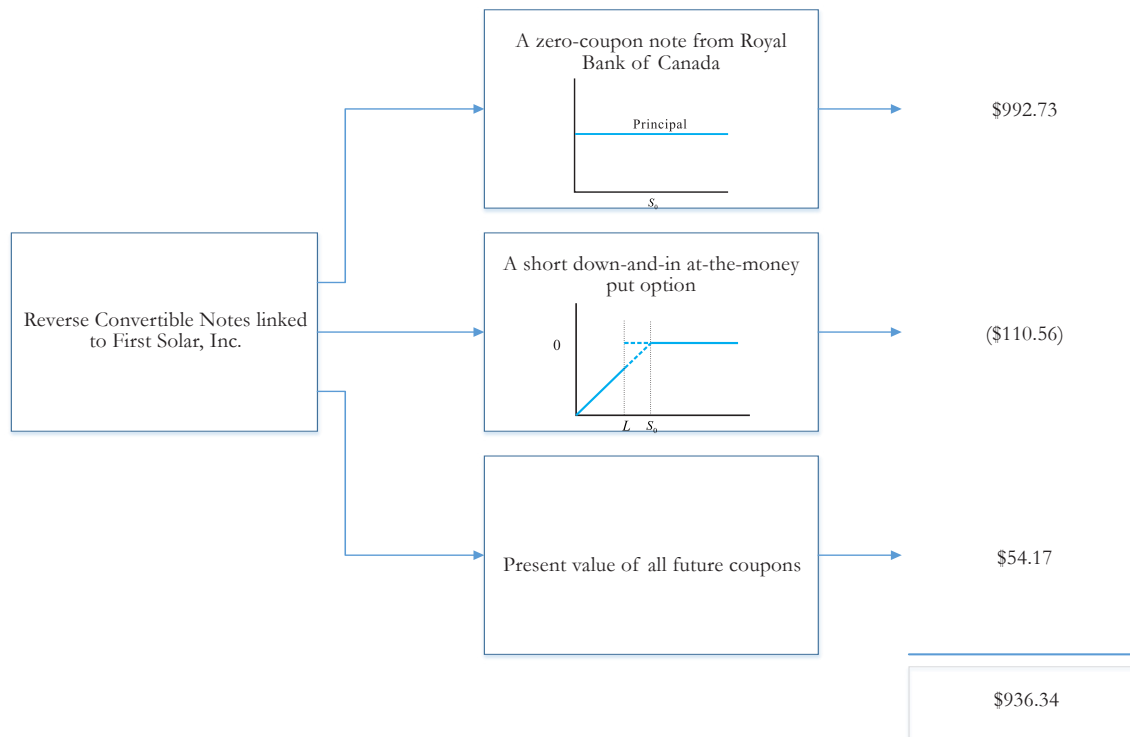 A zero-coupon note from Royal
Bank of Canada
Principal
S₀
$992.73
Reverse Convertible Notes linked
to First Solar, Inc.
A short down-and-in at-the-money
put option
0
L S₀
($110.56)
Present value of all future coupons
$54.17
$936.34